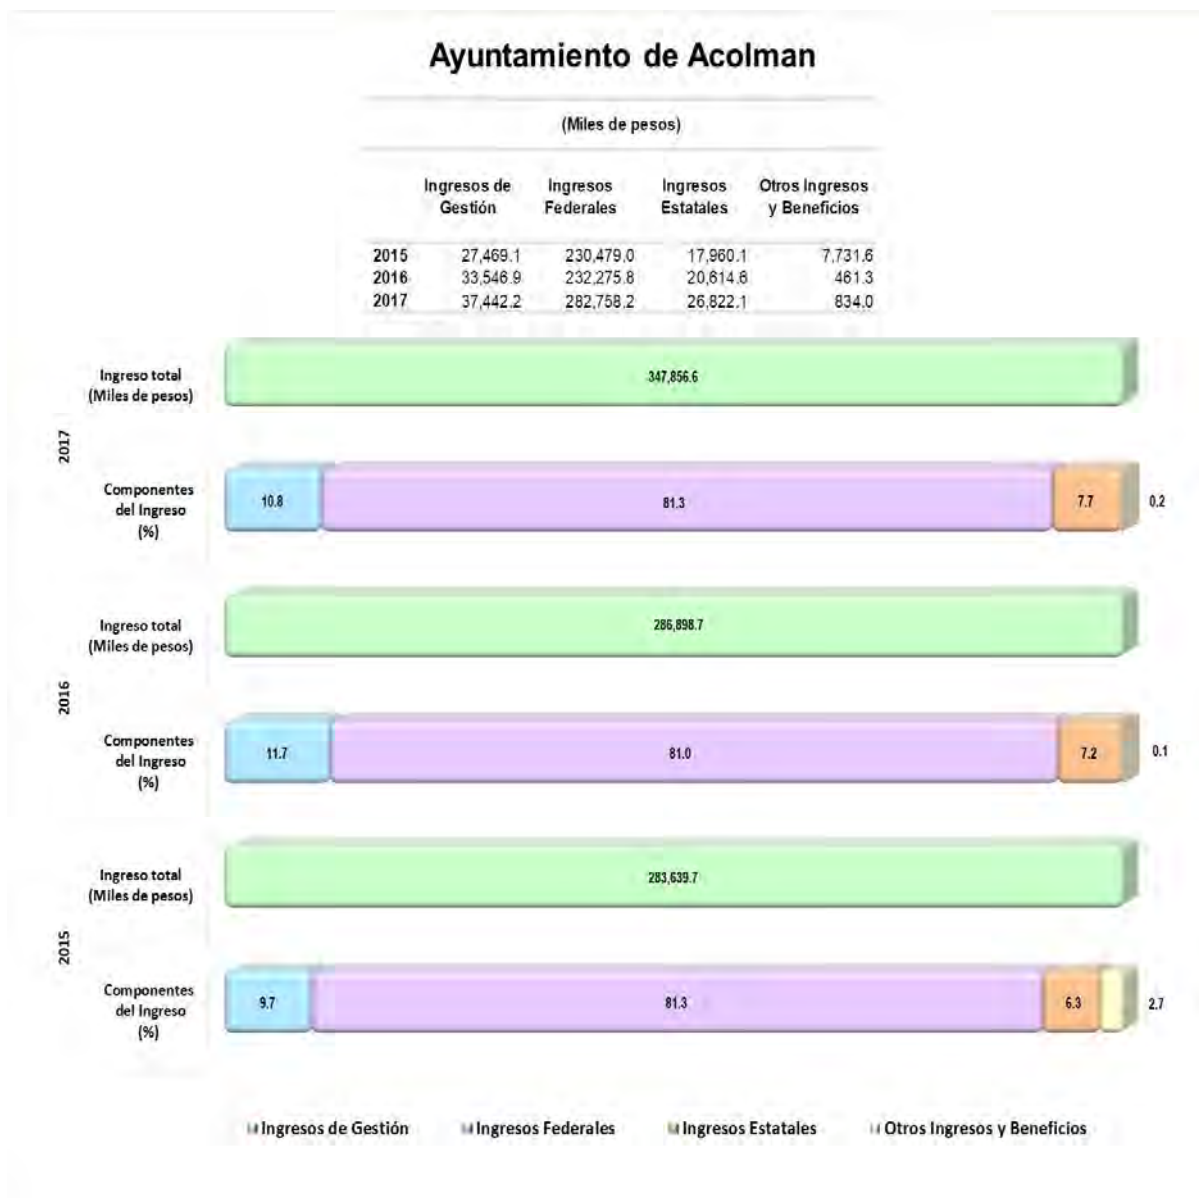 Ayuntamiento de Acolman
(Miles de pesos)
Ingresos de Gestión Ingresos Federales Ingresos Estatales Otros Ingresos y Beneficios
2015 27,469.1 230,479.0 17,960.1 7,731.6
2016 33,546.9 232,275.8 20,614.6 461.3
2017 37,442.2 282,758.2 26,822.1 834.0
2017
Ingreso total
(Miles de pesos)
347,856.6
Componentes
del Ingreso
(%)
10.8 81.3 7.7 0.2
2016
Ingreso total
(Miles de pesos)
286,898.7
Componentes
del Ingreso
(%)
11.7 81.0 7.2 0.1
2015
Ingreso total
(Miles de pesos)
283,639.7
Componentes
del Ingreso
(%)
9.7 81.3 6.3 2.7
Ingresos de Gestión Ingresos Federales Ingresos Estatales Otros Ingresos y Beneficios